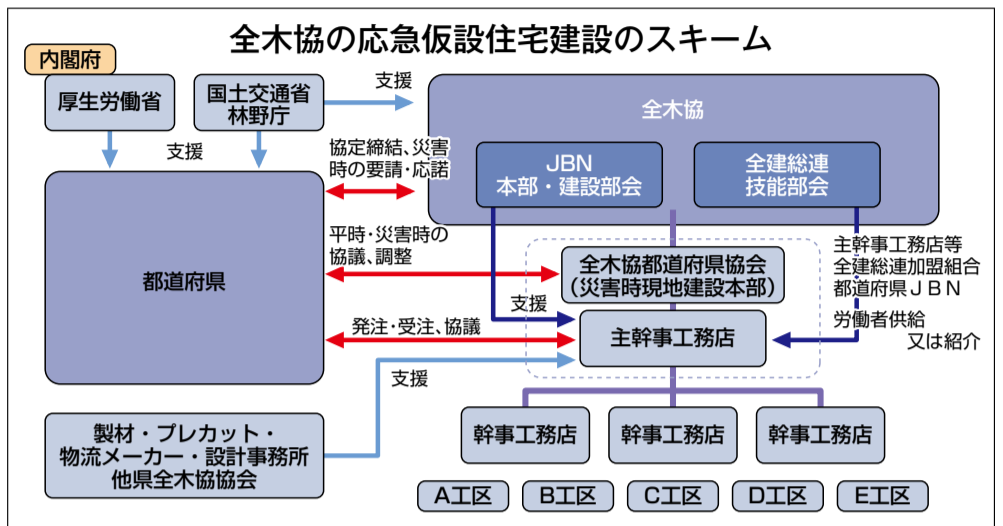 全木協の応急仮設住宅建設のスキーム
内閣府
厚生労働省
国土交通省
林野庁
支援
支援
全木協
JBN
本部・建設部会
全建総連
技能部会
協定締結、災害
時の要請・応諾
都道府県
平時・災害時の
協議、調整
全木協都道府県協会
(災害時現地建設本部)
支援
主幹事工務店等
全建総連加盟組合
都道府県JBN
労働者供給
又は紹介
発注・受注、協議
主幹事工務店
支援
製材・プレカット・
物流メーカー・設計事務所
他県全木協協会
幹事工務店
幹事工務店
幹事工務店
A工区
B工区
C工区
D工区
E工区